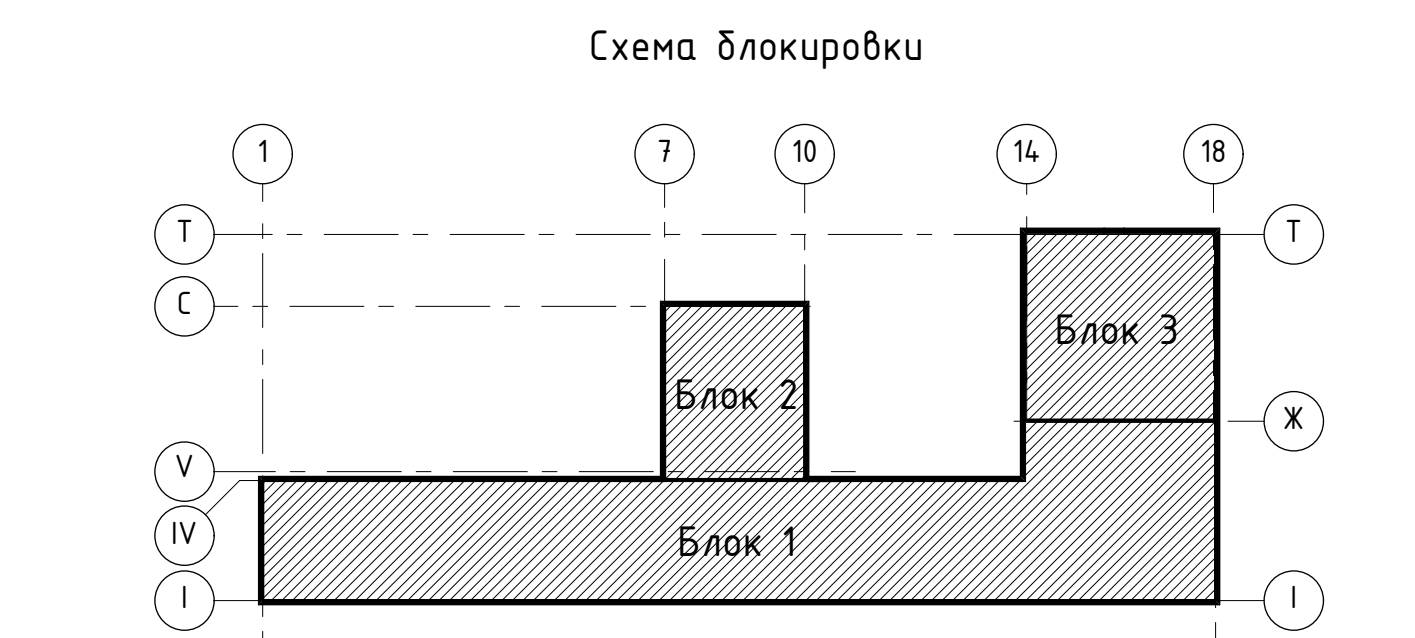 Схема блокировки
1 7 10 14 18
Т Т
С
Блок 3
Блок 2
Ж
V
IV
Блок 1
I I